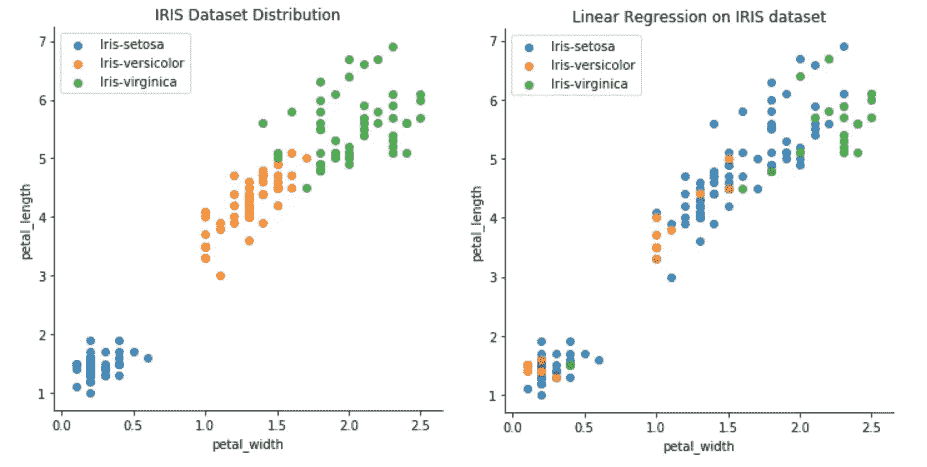 IRIS Dataset Distribution
Iris-setosa
Iris-versicolor
Iris-virginica
7
6
5
4
3
2
1
petal_length
0.0 0.5 1.0 1.5 2.0 2.5
petal_width
Linear Regression on IRIS dataset
Iris-setosa
Iris-versicolor
Iris-virginica
7
6
5
4
3
2
1
petal_length
0.0 0.5 1.0 1.5 2.0 2.5
petal_width